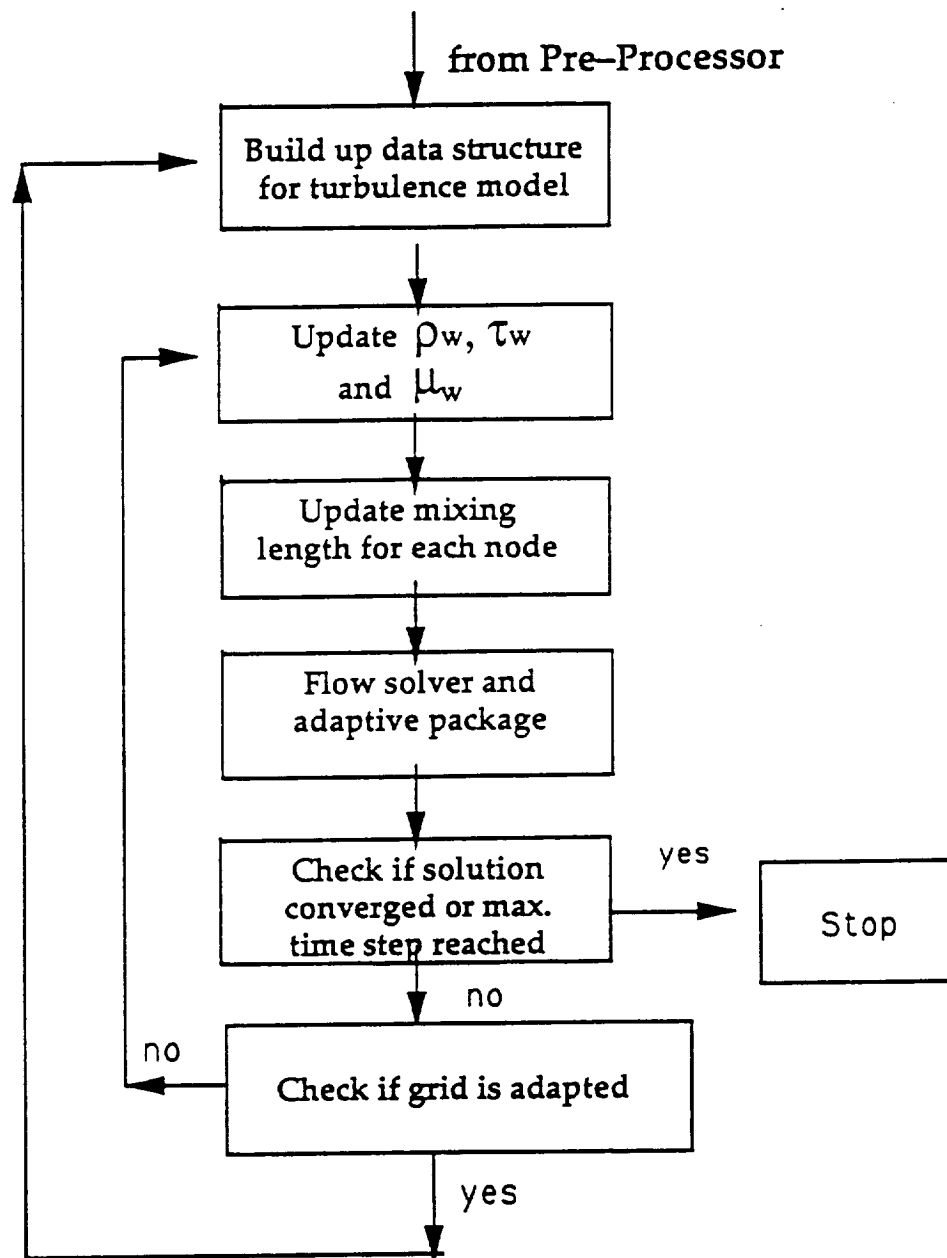 from Pre–Processor
Build up data structure
for turbulence model
Update ρw, τw
and μw
Update mixing
length for each node
Flow solver and
adaptive package
Check if solution
converged or max.
time step reached
yes
Stop
no
no
Check if grid is adapted
yes